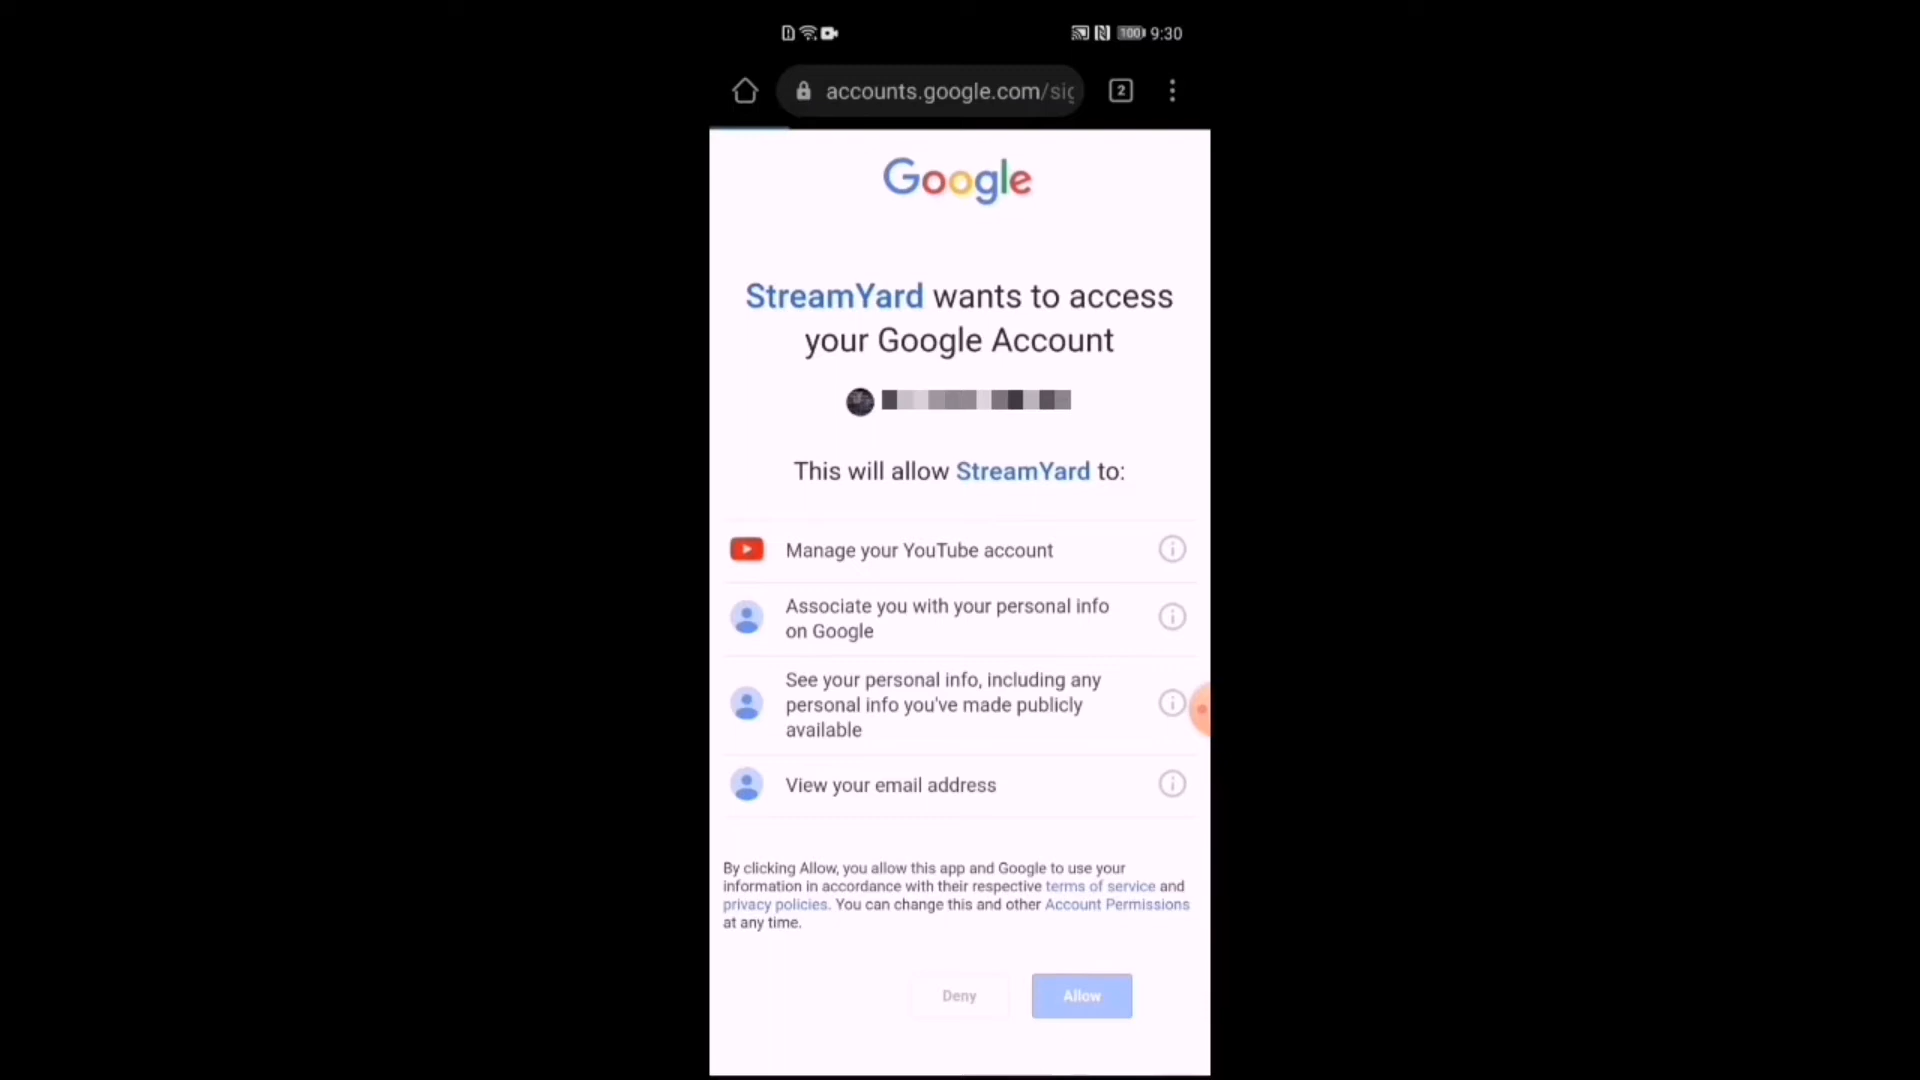 100 9:30
accounts.google.com/sig
2
Google
StreamYard wants to access
your Google Account
This will allow StreamYard to:
Manage your YouTube account
Associate you with your personal info
on Google
See your personal info, including any
personal info you've made publicly
available
View your email address
By clicking Allow, you allow this app and Google to use your
information in accordance with their respective terms of service and
privacy policies. You can change this and other Account Permissions
at any time.
Deny Allow